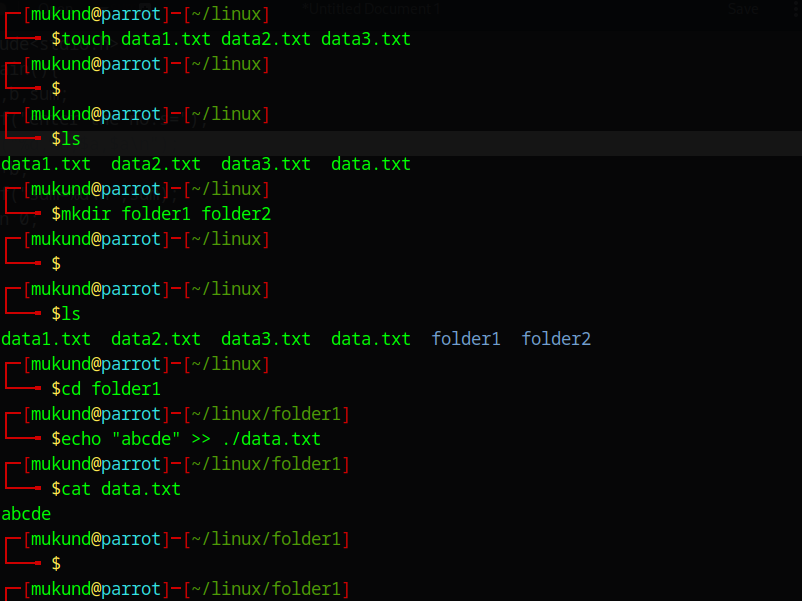 [mukund@parrot]─[~/linux]
$touch data1.txt data2.txt data3.txt
[mukund@parrot]─[~/linux]
$
[mukund@parrot]─[~/linux]
$ls
data1.txt  data2.txt  data3.txt  data.txt
[mukund@parrot]─[~/linux]
$mkdir folder1 folder2
[mukund@parrot]─[~/linux]
$
[mukund@parrot]─[~/linux]
$ls
data1.txt  data2.txt  data3.txt  data.txt  folder1  folder2
[mukund@parrot]─[~/linux]
$cd folder1
[mukund@parrot]─[~/linux/folder1]
$echo "abcde" >> ./data.txt
[mukund@parrot]─[~/linux/folder1]
$cat data.txt
abcde
[mukund@parrot]─[~/linux/folder1]
$
[mukund@parrot]─[~/linux/folder1]